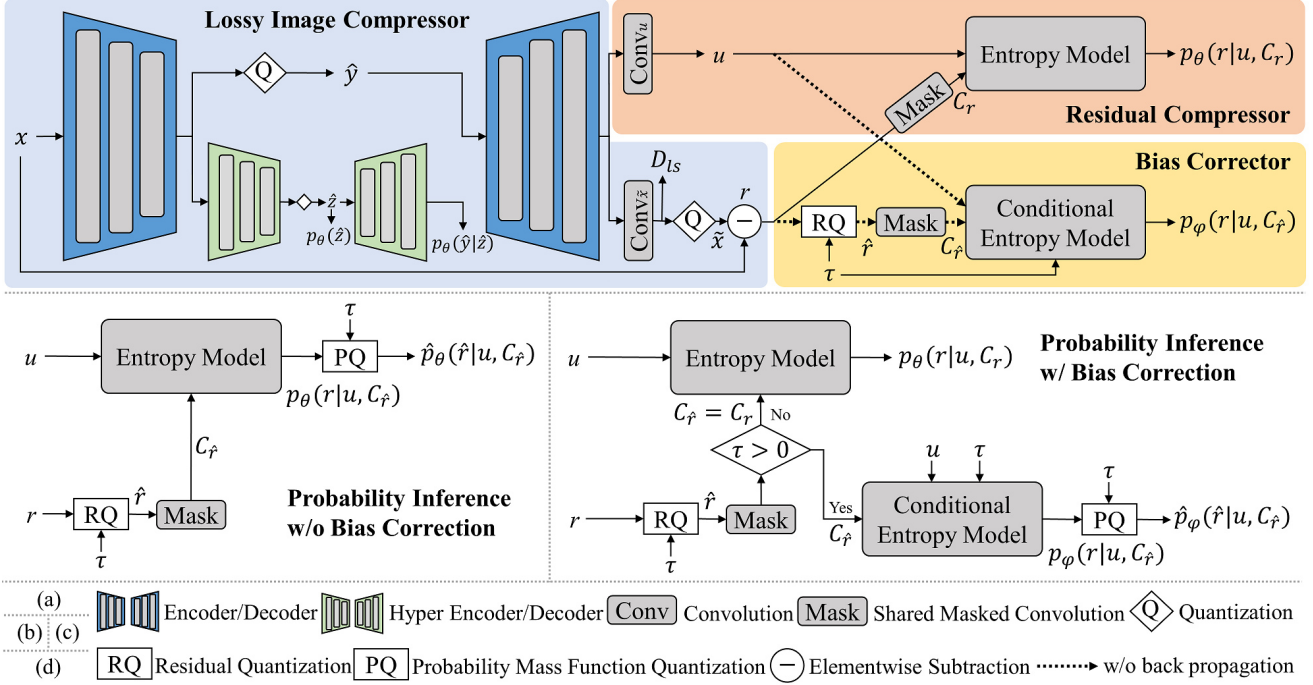 Lossy Image Compressor
x
Q
ŷ
ẑ
p_θ(ẑ)
p_θ(ŷ|ẑ)
Conv_u
u
Entropy Model
p_θ(r|u, C_r)
Mask
C_r
Residual Compressor
Bias Corrector
D_ls
Conv_x̃
Q
x̃
r
−
RQ
r̂
Mask
C_r̂
τ
Conditional
Entropy Model
p_φ(r|u, C_r̂)
u
Entropy Model
τ
PQ
p̂_θ(r̂|u, C_r̂)
p_θ(r|u, C_r̂)
C_r̂
r
RQ
r̂
Mask
τ
Probability Inference
w/o Bias Correction
u
Entropy Model
p_θ(r|u, C_r)
Probability Inference
w/ Bias Correction
C_r̂ = C_r
No
τ > 0
Yes
C_r̂
r
RQ
r̂
Mask
τ
u
τ
Conditional
Entropy Model
τ
PQ
p̂_φ(r̂|u, C_r̂)
p_φ(r|u, C_r̂)
(a)
(b)
(c)
(d)
Encoder/Decoder
Hyper Encoder/Decoder
Conv
Convolution
Mask
Shared Masked Convolution
Q
Quantization
RQ
Residual Quantization
PQ
Probability Mass Function Quantization
−
Elementwise Subtraction
w/o back propagation